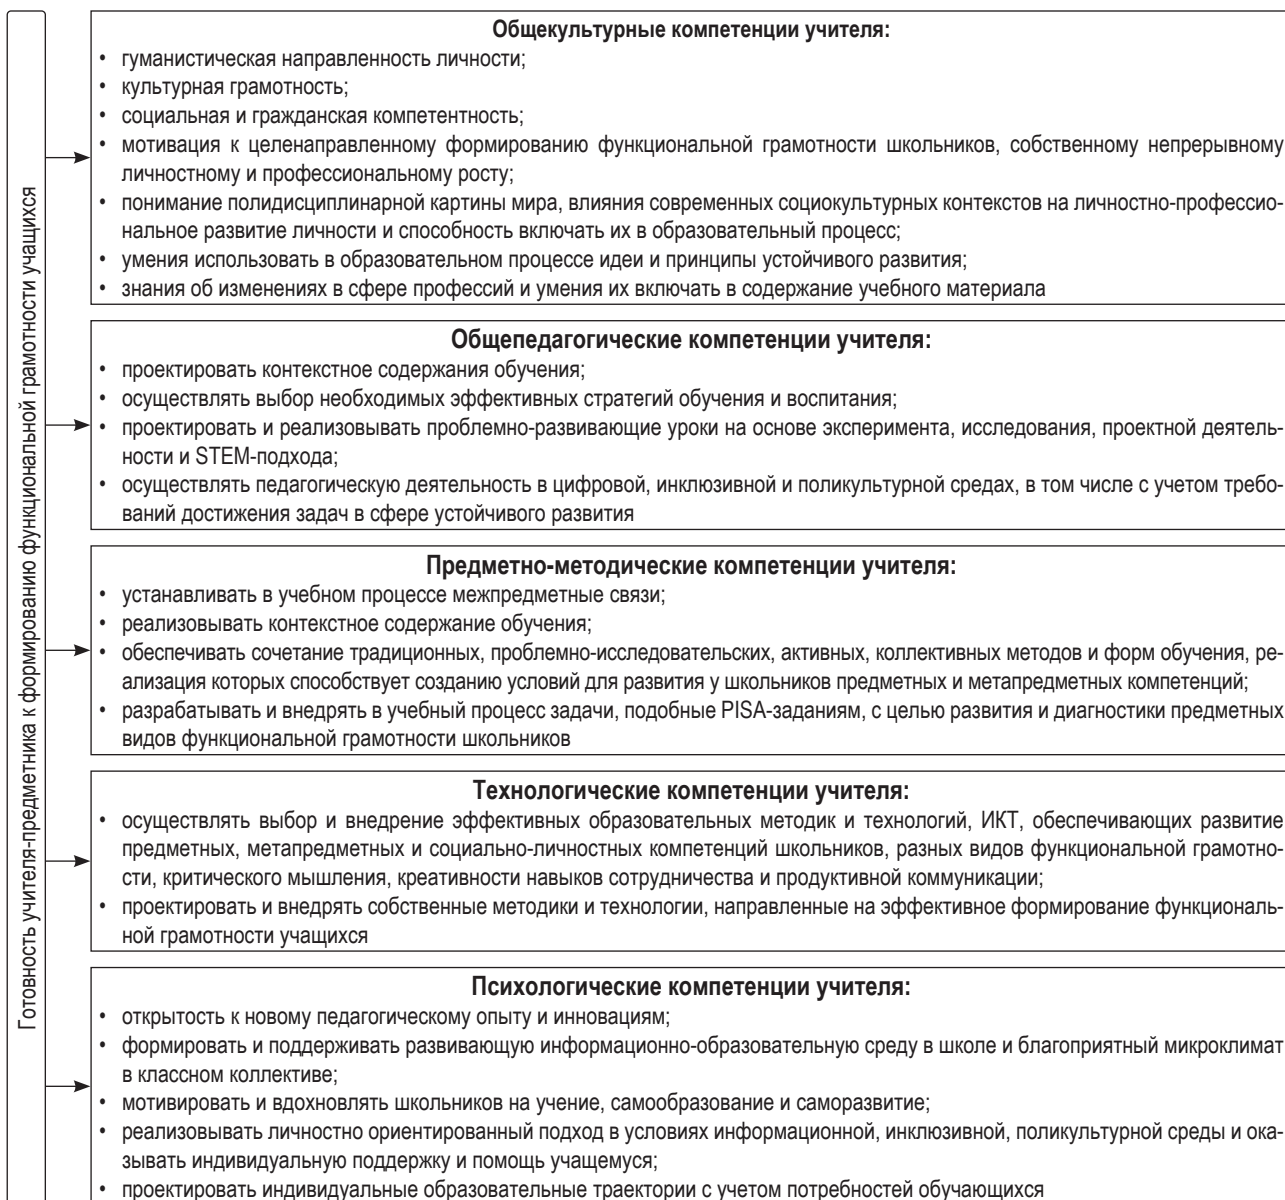 Готовность учителя-предметника к формированию функциональной грамотности учащихся
Общекультурные компетенции учителя:
• гуманистическая направленность личности;
• культурная грамотность;
• социальная и гражданская компетентность;
• мотивация к целенаправленному формированию функциональной грамотности школьников, собственному непрерывному
личностному и профессиональному росту;
• понимание полидисциплинарной картины мира, влияния современных социокультурных контекстов на личностно-профессио-
нальное развитие личности и способность включать их в образовательный процесс;
• умения использовать в образовательном процессе идеи и принципы устойчивого развития;
• знания об изменениях в сфере профессий и умения их включать в содержание учебного материала
Общепедагогические компетенции учителя:
• проектировать контекстное содержания обучения;
• осуществлять выбор необходимых эффективных стратегий обучения и воспитания;
• проектировать и реализовывать проблемно-развивающие уроки на основе эксперимента, исследования, проектной деятель-
ности и STEM-подхода;
• осуществлять педагогическую деятельность в цифровой, инклюзивной и поликультурной средах, в том числе с учетом требо-
ваний достижения задач в сфере устойчивого развития
Предметно-методические компетенции учителя:
• устанавливать в учебном процессе межпредметные связи;
• реализовывать контекстное содержание обучения;
• обеспечивать сочетание традиционных, проблемно-исследовательских, активных, коллективных методов и форм обучения, ре-
ализация которых способствует созданию условий для развития у школьников предметных и метапредметных компетенций;
• разрабатывать и внедрять в учебный процесс задачи, подобные PISA-заданиям, с целью развития и диагностики предметных
видов функциональной грамотности школьников
Технологические компетенции учителя:
• осуществлять выбор и внедрение эффективных образовательных методик и технологий, ИКТ, обеспечивающих развитие
предметных, метапредметных и социально-личностных компетенций школьников, разных видов функциональной грамотно-
сти, критического мышления, креативности навыков сотрудничества и продуктивной коммуникации;
• проектировать и внедрять собственные методики и технологии, направленные на эффективное формирование функциональ-
ной грамотности учащихся
Психологические компетенции учителя:
• открытость к новому педагогическому опыту и инновациям;
• формировать и поддерживать развивающую информационно-образовательную среду в школе и благоприятный микроклимат
в классном коллективе;
• мотивировать и вдохновлять школьников на учение, самообразование и саморазвитие;
• реализовывать личностно ориентированный подход в условиях информационной, инклюзивной, поликультурной среды и ока-
зывать индивидуальную поддержку и помощь учащемуся;
• проектировать индивидуальные образовательные траектории с учетом потребностей обучающихся